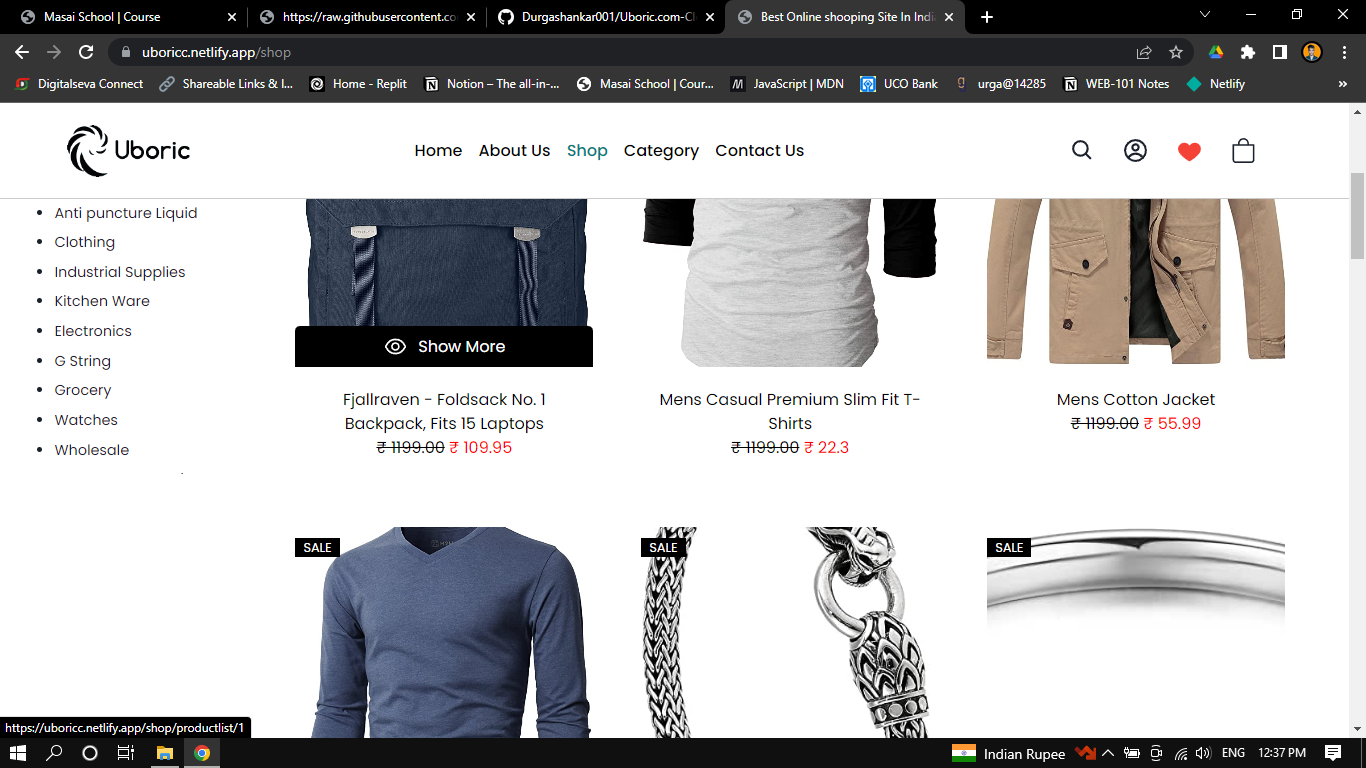 Masai School | Course
https://raw.githubusercontent.co
Durgashankar001/Uboric.com-Cl
Best Online shooping Site In Indi
uboricc.netlify.app/shop
Digitalseva Connect
Shareable Links & I...
Home - Replit
Notion – The all-in-...
Masai School | Cour...
JavaScript | MDN
UCO Bank
urga@14285
WEB-101 Notes
Netlify
»
Uboric
Home
About Us
Shop
Category
Contact Us
Anti puncture Liquid
Clothing
Industrial Supplies
Kitchen Ware
Electronics
G String
Grocery
Watches
Wholesale
Show More
Fjallraven - Foldsack No. 1
Backpack, Fits 15 Laptops
₹ 1199.00 ₹ 109.95
Mens Casual Premium Slim Fit T-
Shirts
₹ 1199.00 ₹ 22.3
Mens Cotton Jacket
₹ 1199.00 ₹ 55.99
SALE
SALE
SALE
https://uboricc.netlify.app/shop/productlist/1
Indian Rupee
ENG
12:37 PM